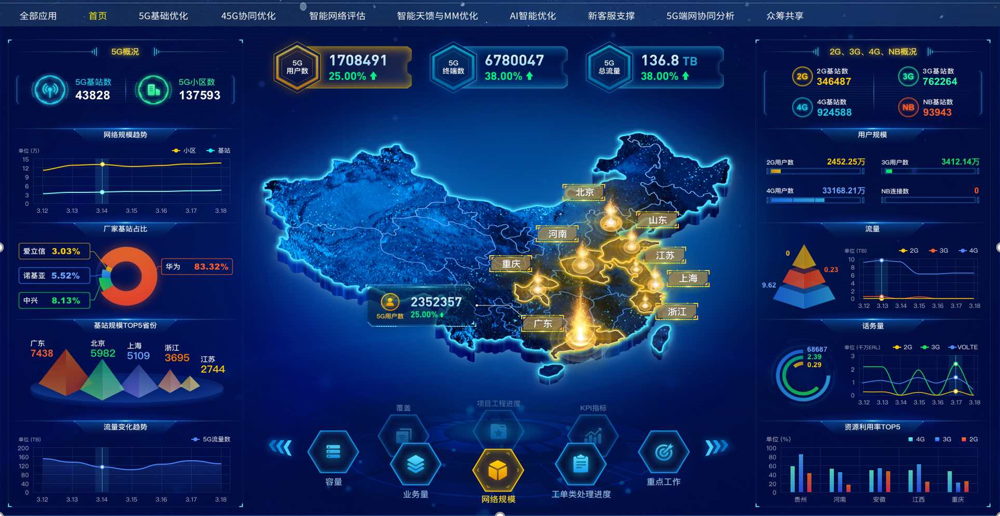 全部应用 首页 5G基础优化 45G协同优化 智能网络评估 智能天馈与MM优化 AI智能优化 新客服支撑 5G端网协同分析 众筹共享
5G概况
5G基站数 43828
5G小区数 137593
网络规模趋势
单位 (万) 小区 基站
15
12
9
6
3
0
3.12 3.13 3.14 3.15 3.16 3.17 3.18
厂家基站占比
爱立信 3.03%
诺基亚 5.52%
中兴 8.13%
华为 83.32%
基站规模TOP5省份
广东 7438
北京 5982
上海 5109
浙江 3695
江苏 2744
流量变化趋势
单位 (TB) 5G流量数
200
160
120
80
40
0
3.12 3.13 3.14 3.15 3.16 3.17 3.18
5G
用户数
1708491
25.00%
5G
终端数
6780047
38.00%
5G
总流量
136.8 TB
38.00%
北京
山东
河南
江苏
重庆
上海
浙江
广东
5G用户数
2352357
25.00%
覆盖
项目工程进度
KPI指标
容量
业务量
网络规模
工单类处理进度
重点工作
2G、3G、4G、NB概况
2G 2G基站数 346487
3G 3G基站数 762264
4G 4G基站数 924588
NB NB基站数 93943
用户规模
2G用户数 2452.25万
3G用户数 3412.14万
4G用户数 33168.21万
NB连接数 0
流量
0
0.23
9.62
单位 (TB) 2G 3G 4G
10
8
6
4
2
0
3.12 3.13 3.14 3.15 3.16 3.17 3.18
话务量
68687
2.39
0.29
单位 (千万ERL) 2G 3G VOLTE
3
2
1
0
3.12 3.13 3.14 3.15 3.16 3.17 3.18
资源利用率TOP5
单位 (%) 4G 3G 2G
100
80
60
40
20
0
贵州 河南 安徽 江西 重庆